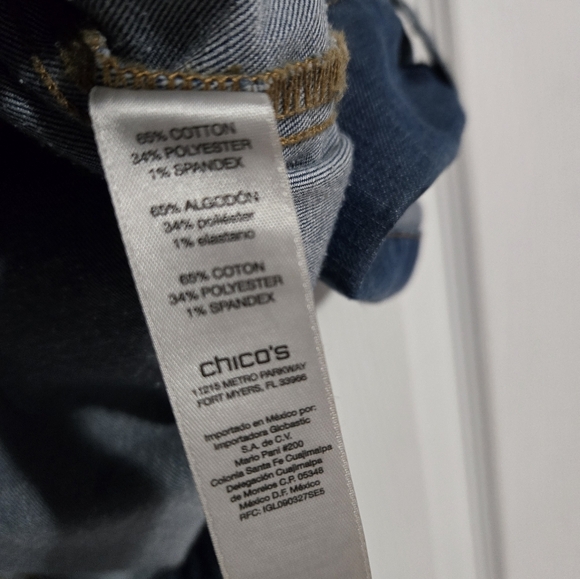 65% COTTON
34% POLYESTER
1% SPANDEX
65% ALGODÓN
34% poliéster
1% elastano
65% COTON
34% POLYESTER
1% SPANDEX
chico's
11215 METRO PARKWAY
FORT MYERS, FL 33966
Importado en México por:
Importadora Globastic
S.A. de C.V.
Mario Pani #200
Colonia Santa Fe Cuajimalpa
Delegación Cuajimalpa
de Morelos C.P. 05348
México D.F. México
RFC: IGL090327SE5